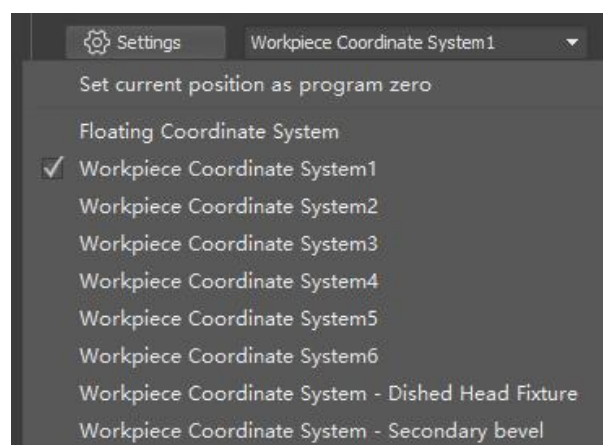 Settings Workpiece Coordinate System1
Set current position as program zero
Floating Coordinate System
Workpiece Coordinate System1
Workpiece Coordinate System2
Workpiece Coordinate System3
Workpiece Coordinate System4
Workpiece Coordinate System5
Workpiece Coordinate System6
Workpiece Coordinate System - Dished Head Fixture
Workpiece Coordinate System - Secondary bevel